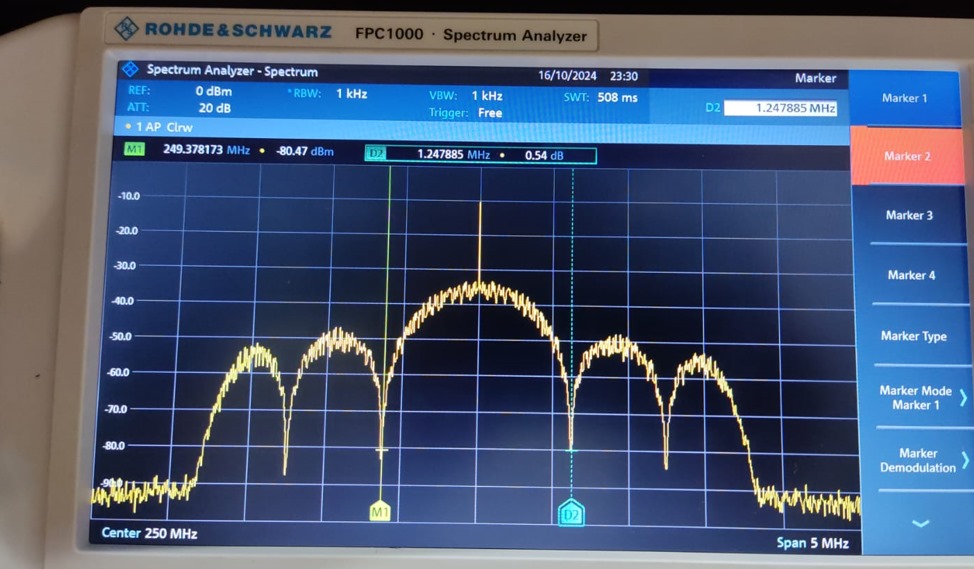 ROHDE&SCHWARZ FPC1000 · Spectrum Analyzer
Spectrum Analyzer - Spectrum 16/10/2024 23:30 Marker
REF: 0 dBm *RBW: 1 kHz VBW: 1 kHz SWT: 508 ms
ATT: 20 dB Trigger: Free
D2 1.247885 MHz
• 1 AP Clrw
M1 249.378173 MHz • -80.47 dBm D2 1.247885 MHz • 0.54 dB
-10.0
-20.0
-30.0
-40.0
-50.0
-60.0
-70.0
-80.0
-90.0
M1 D2
Center 250 MHz Span 5 MHz
Marker 1
Marker 2
Marker 3
Marker 4
Marker Type
Marker Mode
Marker 1
Marker
Demodulation